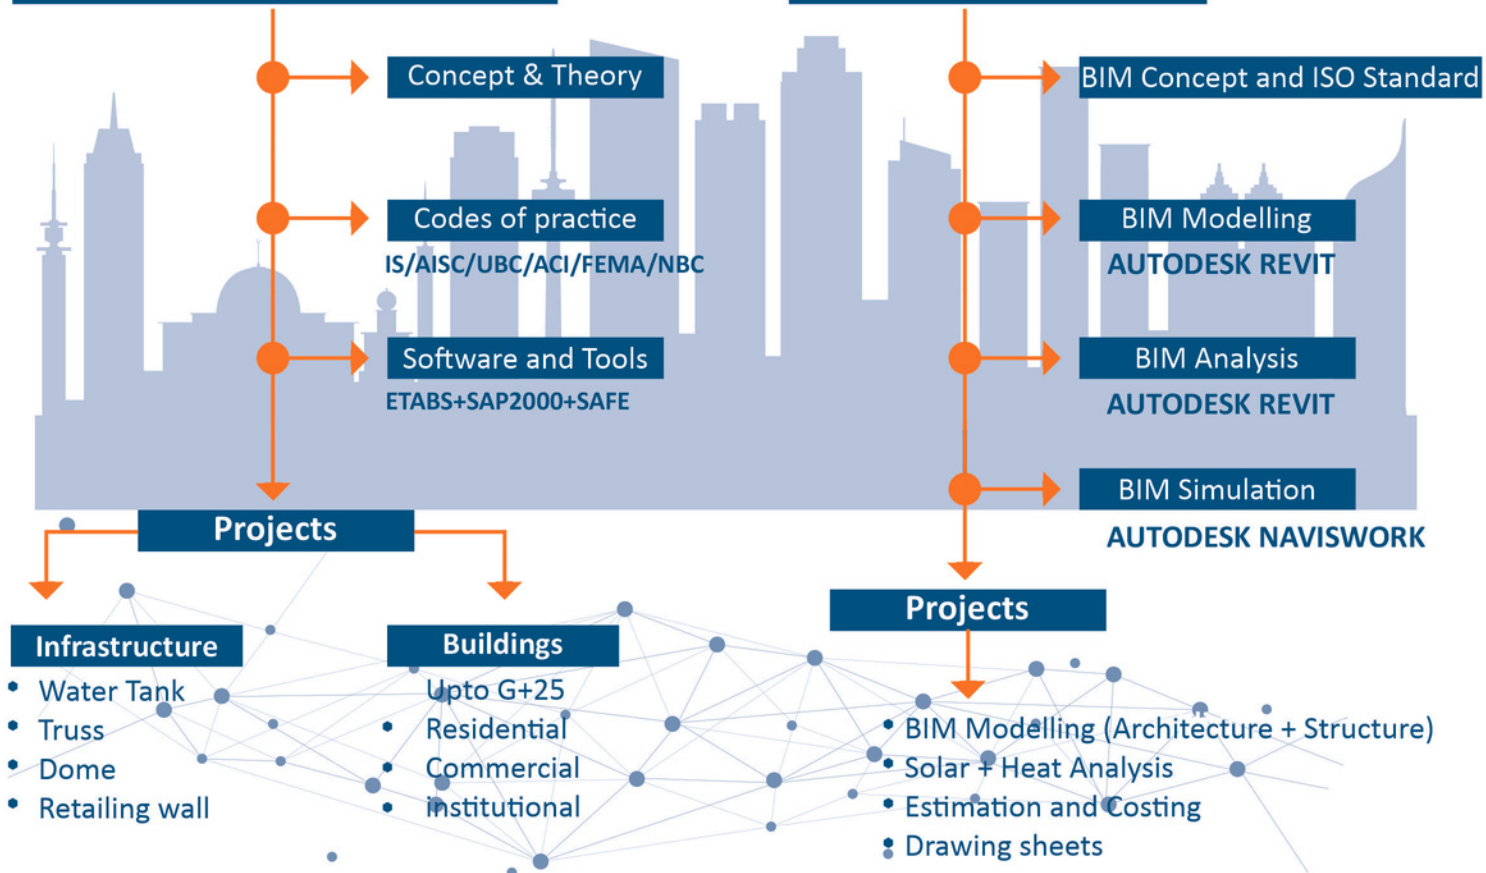 Concept & Theory
Codes of practice
IS/AISC/UBC/ACI/FEMA/NBC
Software and Tools
ETABS+SAP2000+SAFE
Projects
Infrastructure
Water Tank
Truss
Dome
Retailing wall
Buildings
Upto G+25
Residential
Commercial
institutional
BIM Concept and ISO Standard
BIM Modelling
AUTODESK REVIT
BIM Analysis
AUTODESK REVIT
BIM Simulation
AUTODESK NAVISWORK
Projects
BIM Modelling (Architecture + Structure)
Solar + Heat Analysis
Estimation and Costing
Drawing sheets